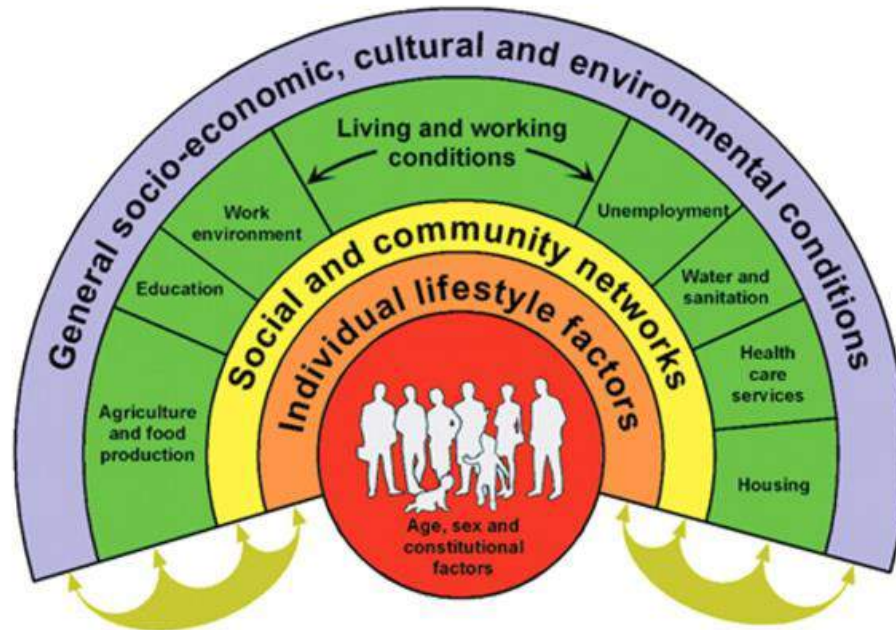 General socio-economic, cultural and environmental conditions
Living and working
conditions
Work
environment
Education
Agriculture
and food
production
Unemployment
Water and
sanitation
Health
care
services
Housing
Social and community networks
Individual lifestyle factors
Age, sex and
constitutional
factors